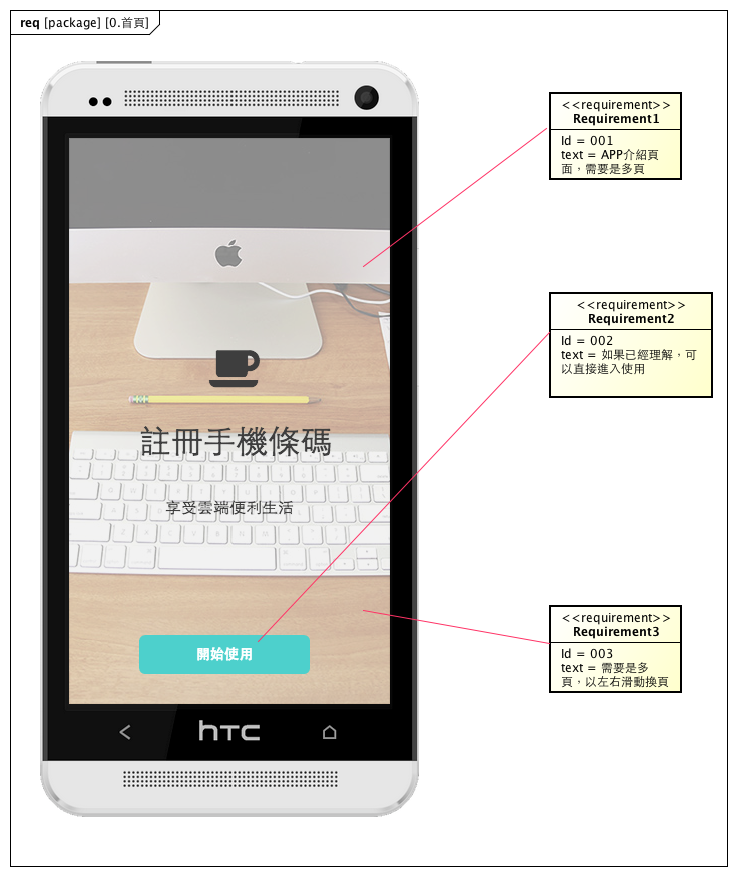 req [package] [0.首頁]
<<requirement>>
Requirement1
Id = 001
text = APP介紹頁
面，需要是多頁
<<requirement>>
Requirement2
Id = 002
text = 如果已經理解，可
以直接進入使用
註冊手機條碼
享受雲端便利生活
<<requirement>>
Requirement3
Id = 003
text = 需要是多
頁，以左右滑動換頁
開始使用
hTC